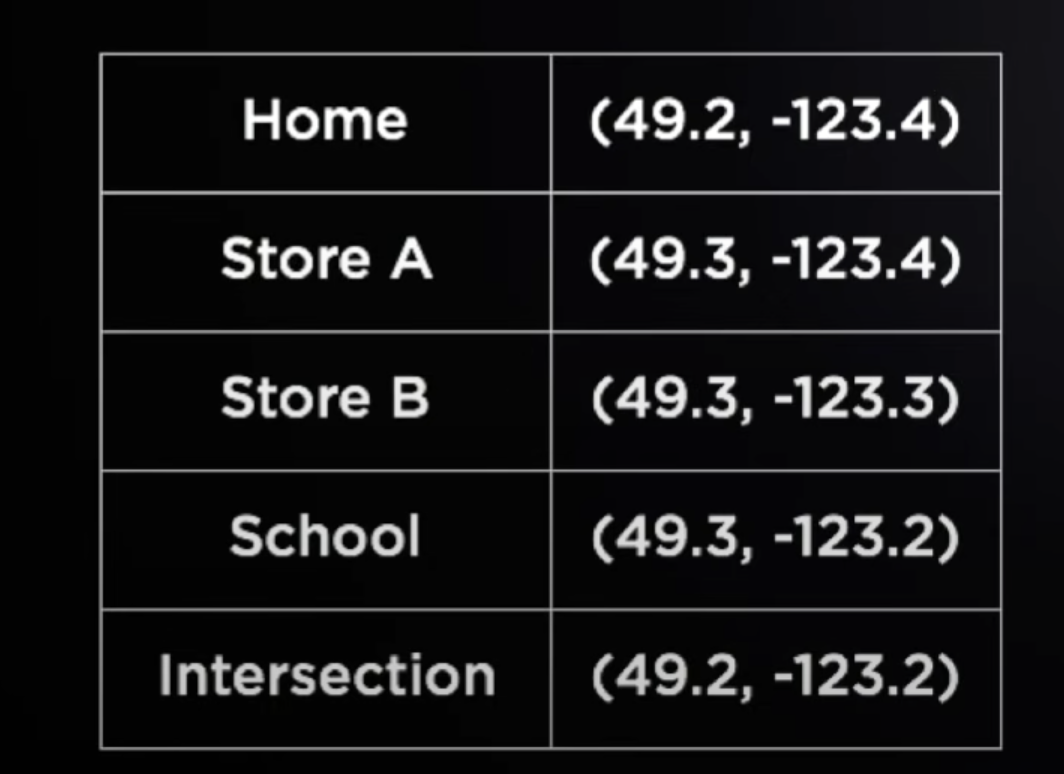 Home (49.2, -123.4)
Store A (49.3, -123.4)
Store B (49.3, -123.3)
School (49.3, -123.2)
Intersection (49.2, -123.2)